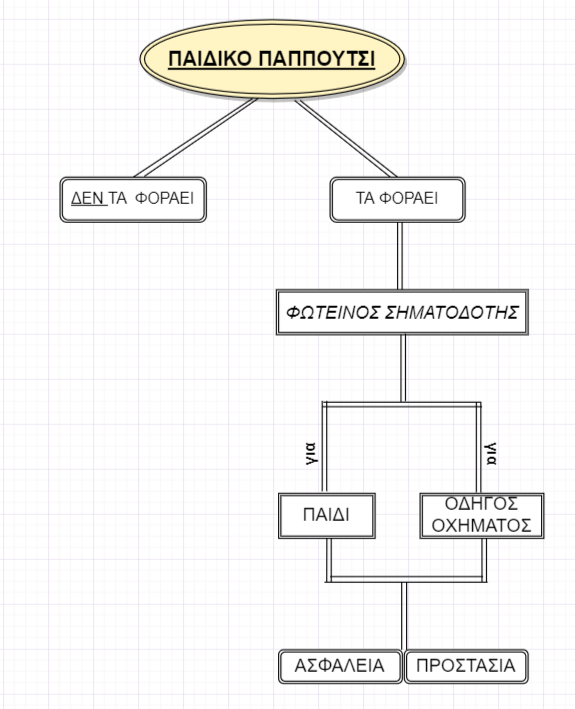 ΠΑΙΔΙΚΟ ΠΑΠΠΟΥΤΣΙ
ΔΕΝ ΤΑ ΦΟΡΑΕΙ
ΤΑ ΦΟΡΑΕΙ
ΦΩΤΕΙΝΟΣ ΣΗΜΑΤΟΔΟΤΗΣ
για
για
ΠΑΙΔΙ
ΟΔΗΓΟΣ
ΟΧΗΜΑΤΟΣ
ΑΣΦΑΛΕΙΑ
ΠΡΟΣΤΑΣΙΑ